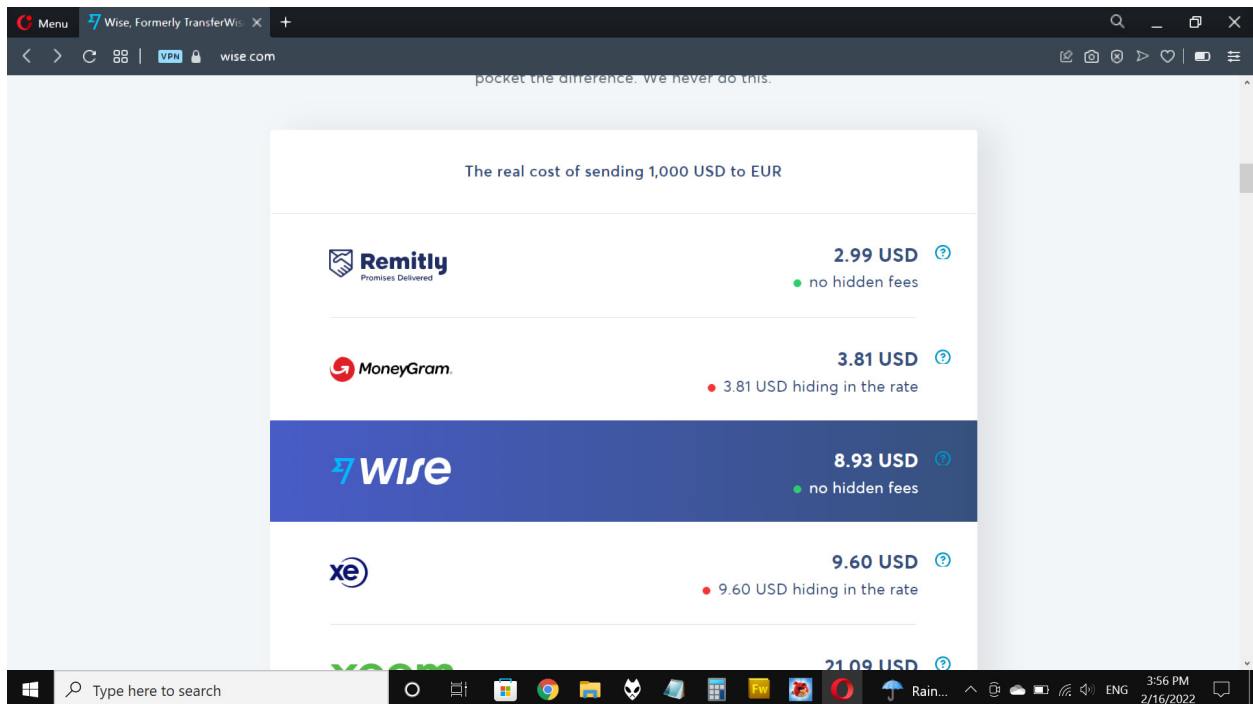 Menu
Wise, Formerly TransferWis
VPN
wise.com
pocket the difference. We never do this.
The real cost of sending 1,000 USD to EUR
Remitly
Promises Delivered
2.99 USD
no hidden fees
MoneyGram.
3.81 USD
3.81 USD hiding in the rate
WISE
8.93 USD
no hidden fees
xe
9.60 USD
9.60 USD hiding in the rate
xoom
21.09 USD
Type here to search
Fw
Rain...
ENG
3:56 PM
2/16/2022